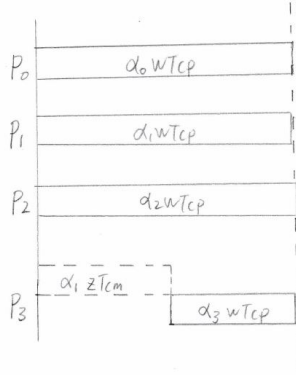 P0 α0 wTcp
P1 α1 wTcp
P2 α2 wTcp
α1 zTcm
P3 α3 wTcp